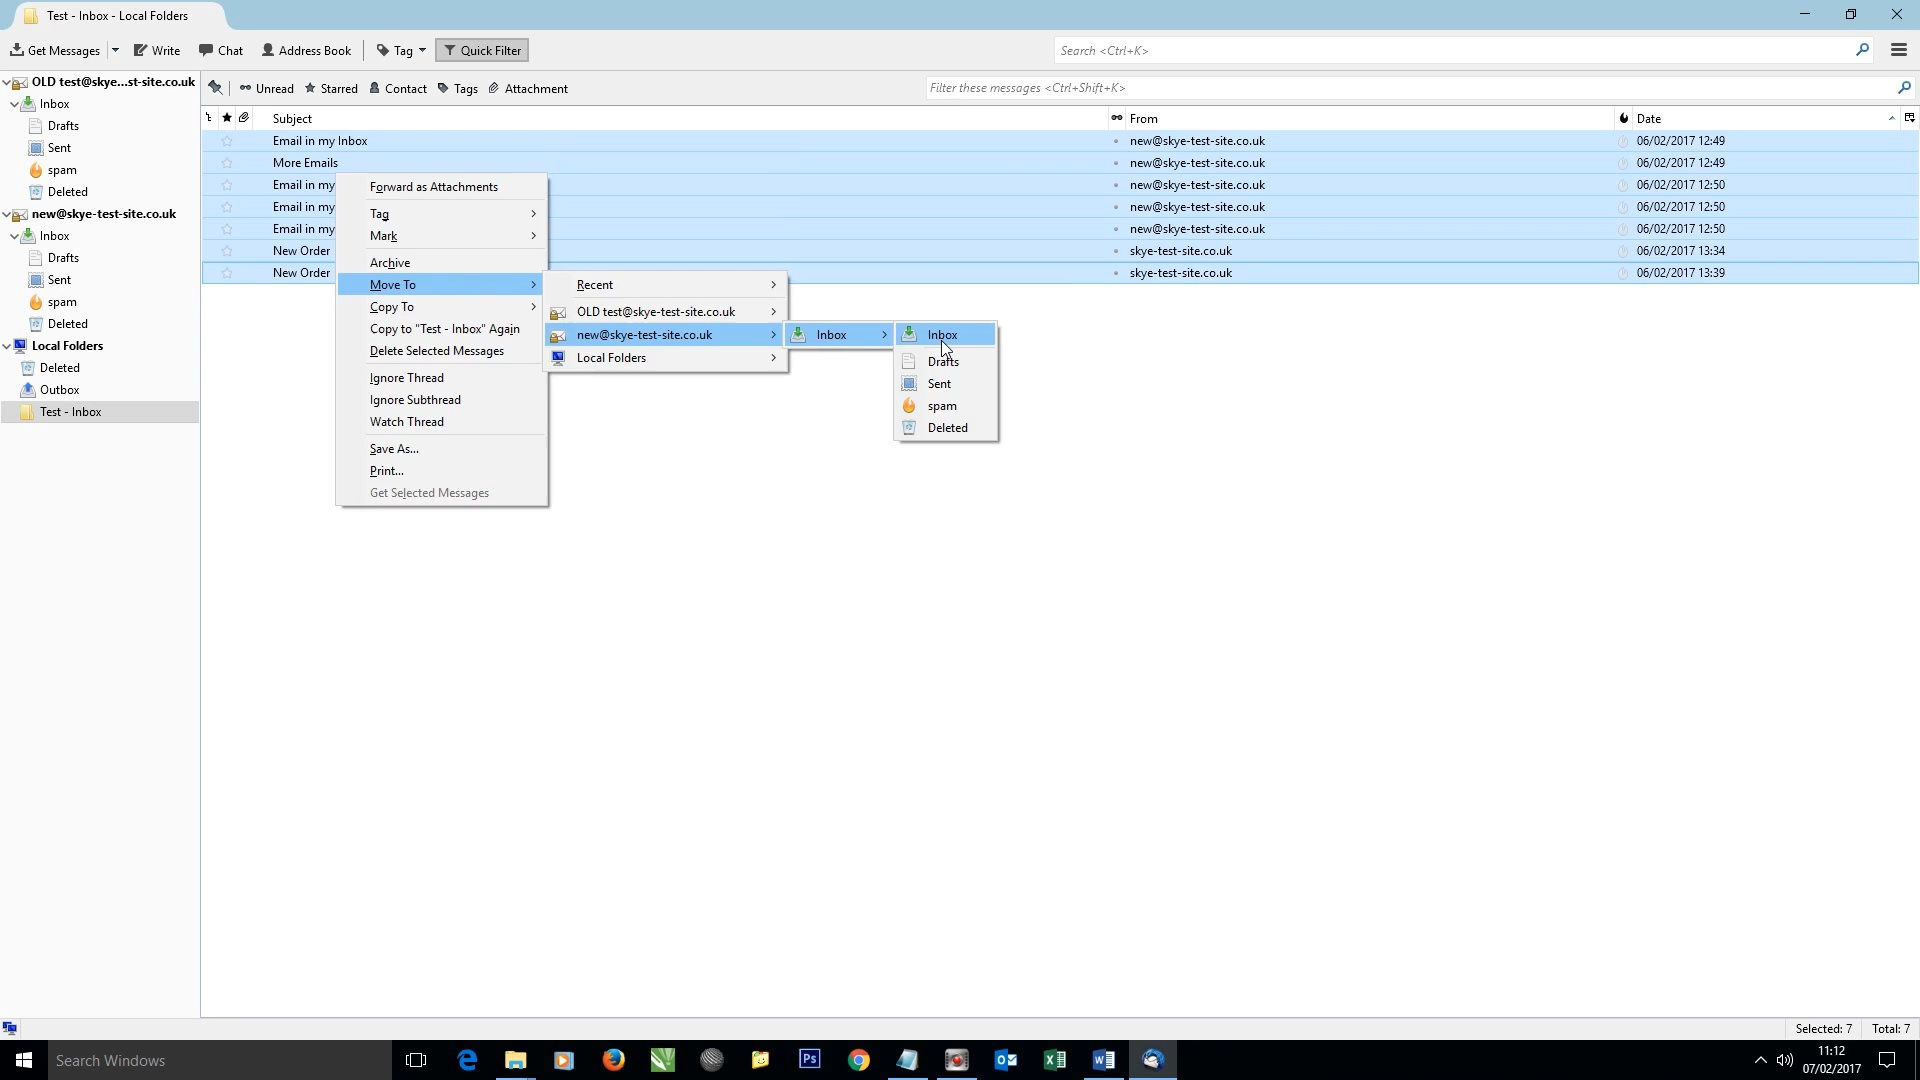 Test - Inbox - Local Folders
Get Messages Write Chat Address Book Tag Quick Filter Search <Ctrl+K>
OLD test@skye...st-site.co.uk
Inbox
Drafts
Sent
spam
Deleted
new@skye-test-site.co.uk
Inbox
Drafts
Sent
spam
Deleted
Local Folders
Deleted
Outbox
Test - Inbox
Unread Starred Contact Tags Attachment Filter these messages <Ctrl+Shift+K>
Subject From Date
Email in my Inbox new@skye-test-site.co.uk 06/02/2017 12:49
More Emails new@skye-test-site.co.uk 06/02/2017 12:49
Email in my new@skye-test-site.co.uk 06/02/2017 12:50
Email in my new@skye-test-site.co.uk 06/02/2017 12:50
Email in my new@skye-test-site.co.uk 06/02/2017 12:50
New Order skye-test-site.co.uk 06/02/2017 13:34
New Order skye-test-site.co.uk 06/02/2017 13:39
Forward as Attachments
Tag
Mark
Archive
Move To
Copy To
Copy to "Test - Inbox" Again
Delete Selected Messages
Ignore Thread
Ignore Subthread
Watch Thread
Save As...
Print...
Get Selected Messages
Recent
OLD test@skye-test-site.co.uk
new@skye-test-site.co.uk
Local Folders
Inbox
Inbox
Drafts
Sent
spam
Deleted
Selected: 7 Total: 7
Search Windows
Ps
11:12
07/02/2017